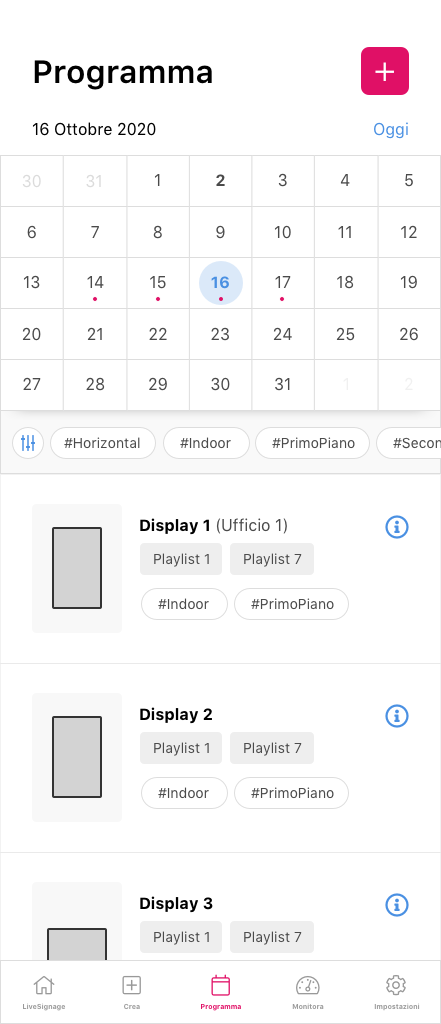 Programma
16 Ottobre 2020 Oggi
30 31 1 2 3 4 5
6 7 8 9 10 11 12
13 14 15 16 17 18 19
20 21 22 23 24 25 26
27 28 29 30 31 1 2
#Horizontal #Indoor #PrimoPiano #Secon
Display 1 (Ufficio 1)
Playlist 1 Playlist 7
#Indoor #PrimoPiano
Display 2
Playlist 1 Playlist 7
#Indoor #PrimoPiano
Display 3
Playlist 1 Playlist 7
LiveSignage Crea Programma Monitora Impostazioni